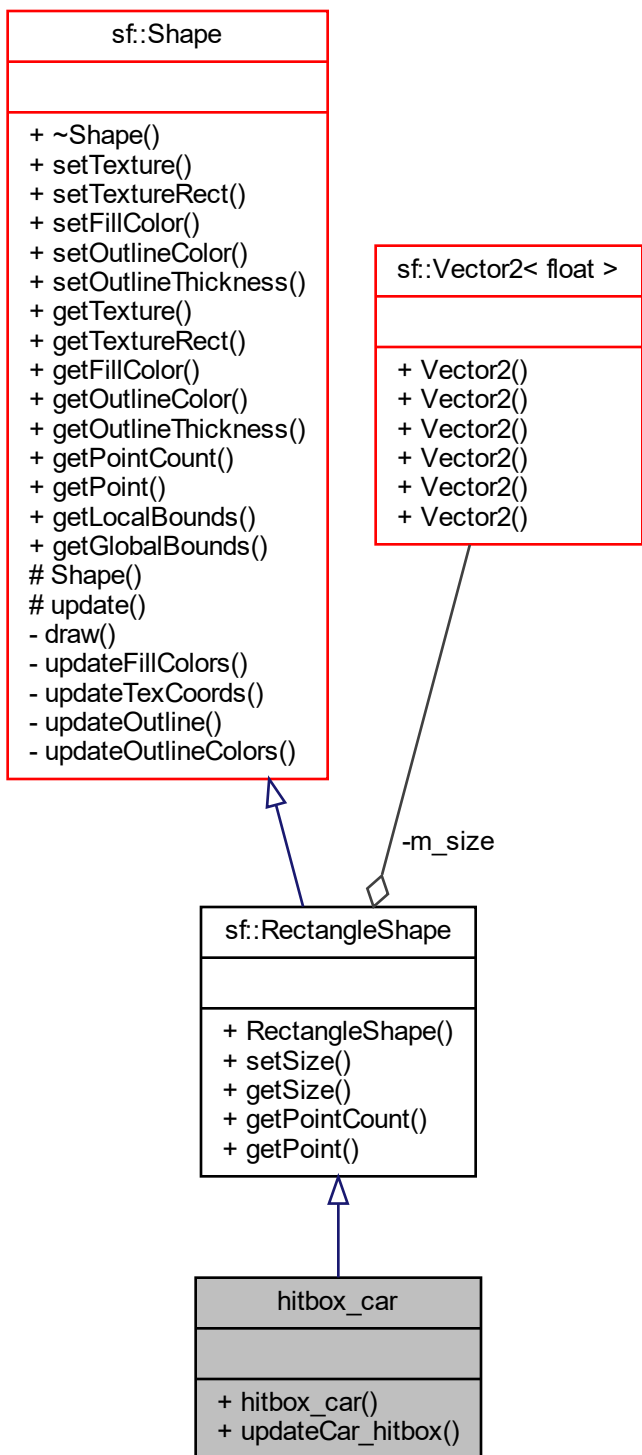 sf::Shape
+ ~Shape()
+ setTexture()
+ setTextureRect()
+ setFillColor()
+ setOutlineColor()
+ setOutlineThickness()
+ getTexture()
+ getTextureRect()
+ getFillColor()
+ getOutlineColor()
+ getOutlineThickness()
+ getPointCount()
+ getPoint()
+ getLocalBounds()
+ getGlobalBounds()
# Shape()
# update()
- draw()
- updateFillColors()
- updateTexCoords()
- updateOutline()
- updateOutlineColors()
sf::Vector2< float >
+ Vector2()
+ Vector2()
+ Vector2()
+ Vector2()
+ Vector2()
+ Vector2()
-m_size
sf::RectangleShape
+ RectangleShape()
+ setSize()
+ getSize()
+ getPointCount()
+ getPoint()
hitbox_car
+ hitbox_car()
+ updateCar_hitbox()